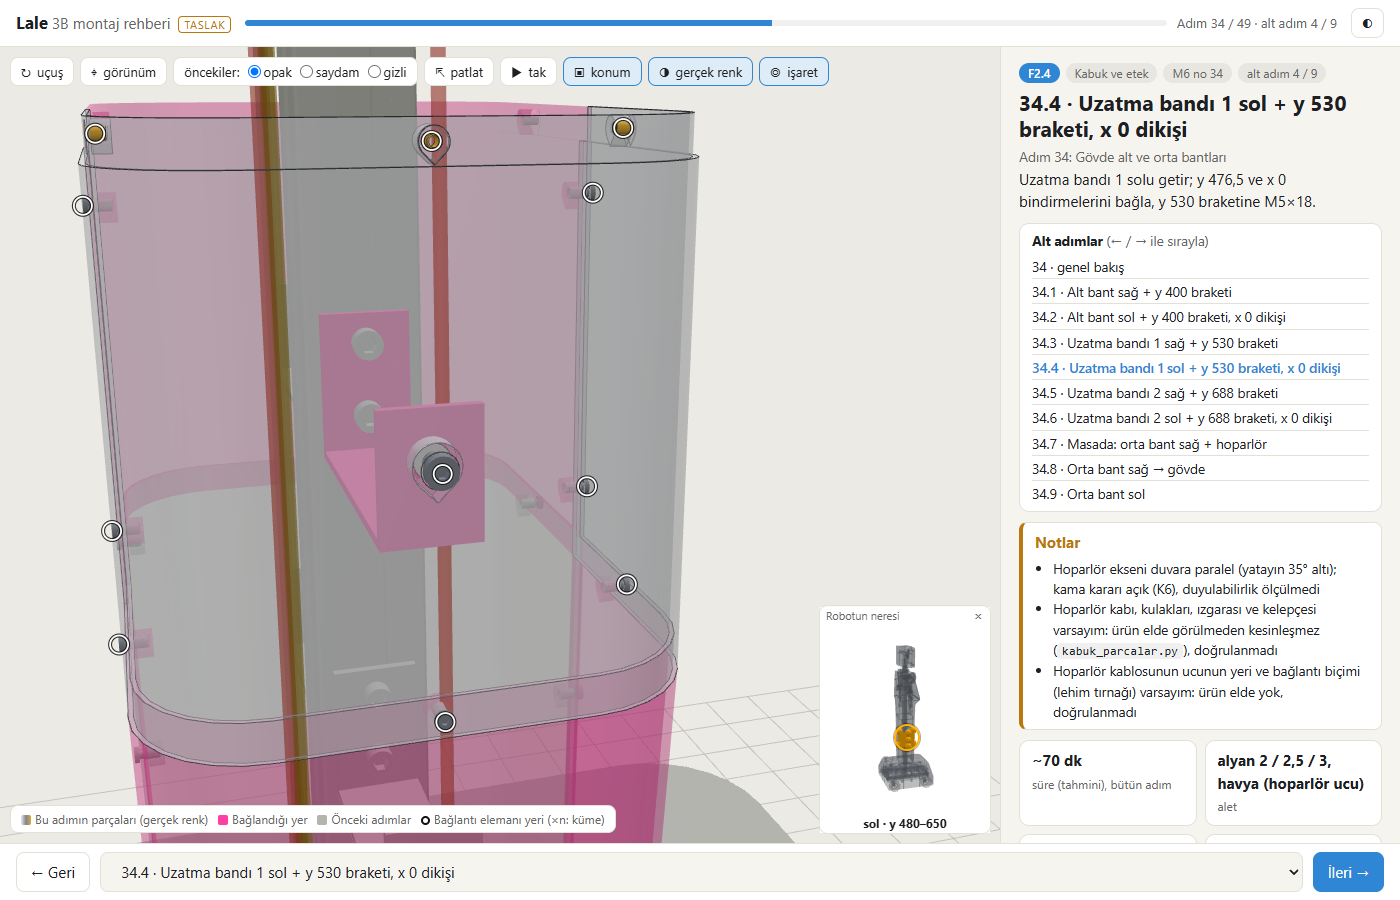 Lale 3B montaj rehberi TASLAK
Adım 34 / 49 · alt adım 4 / 9
uçuş
görünüm
öncekiler: opak saydam gizli
patlat
tak
konum
gerçek renk
işaret
F2.4 Kabuk ve etek M6 no 34 alt adım 4 / 9
34.4 · Uzatma bandı 1 sol + y 530
braketi, x 0 dikişi
Adım 34: Gövde alt ve orta bantları
Uzatma bandı 1 solu getir; y 476,5 ve x 0
bindirmelerini bağla, y 530 braketine M5×18.
Alt adımlar (← / → ile sırayla)
34 · genel bakış
34.1 · Alt bant sağ + y 400 braketi
34.2 · Alt bant sol + y 400 braketi, x 0 dikişi
34.3 · Uzatma bandı 1 sağ + y 530 braketi
34.4 · Uzatma bandı 1 sol + y 530 braketi, x 0 dikişi
34.5 · Uzatma bandı 2 sağ + y 688 braketi
34.6 · Uzatma bandı 2 sol + y 688 braketi, x 0 dikişi
34.7 · Masada: orta bant sağ + hoparlör
34.8 · Orta bant sağ → gövde
34.9 · Orta bant sol
Notlar
Hoparlör ekseni duvara paralel (yatayın 35° altı);
kama kararı açık (K6), duyulabilirlik ölçülmedi
Hoparlör kabı, kulakları, ızgarası ve kelepçesi
varsayım: ürün elde görülmeden kesinleşmez
( kabuk_parcalar.py ), doğrulanmadı
Hoparlör kablosunun ucunun yeri ve bağlantı biçimi
(lehim tırnağı) varsayım: ürün elde yok,
doğrulanmadı
~70 dk
süre (tahmini), bütün adım
alyan 2 / 2,5 / 3,
havya (hoparlör ucu)
alet
Robotun neresi ×
sol · y 480–650
Bu adımın parçaları (gerçek renk) Bağlandığı yer Önceki adımlar Bağlantı elemanı yeri (×n: küme)
← Geri
34.4 · Uzatma bandı 1 sol + y 530 braketi, x 0 dikişi
İleri →